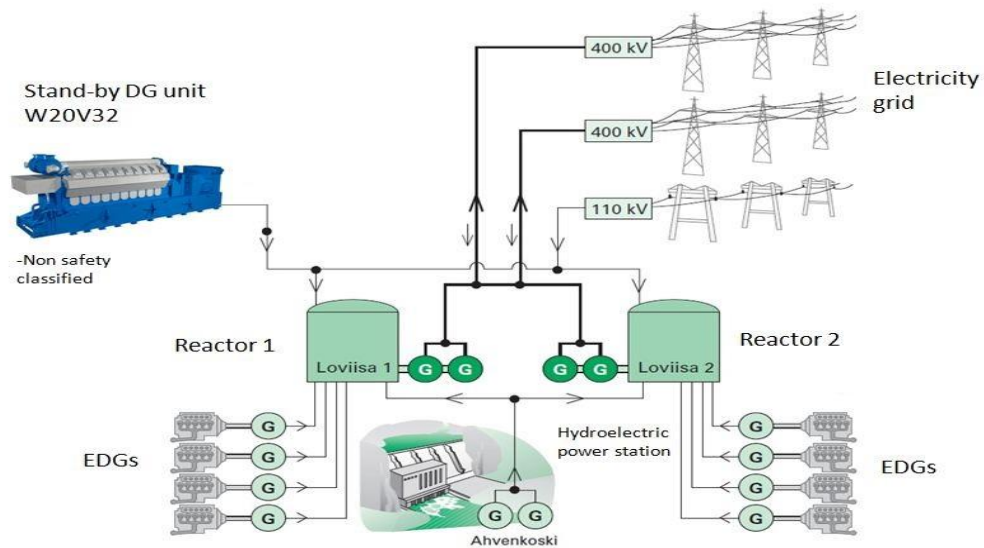 400 kV
Electricity
grid
Stand-by DG unit
W20V32
400 kV
110 kV
-Non safety
classified
Reactor 1
Reactor 2
Loviisa 1
G
G
G
G
Loviisa 2
EDGs
G
G
G
G
Hydroelectric
power station
G
G
G
G
EDGs
G
G
Ahvenkoski